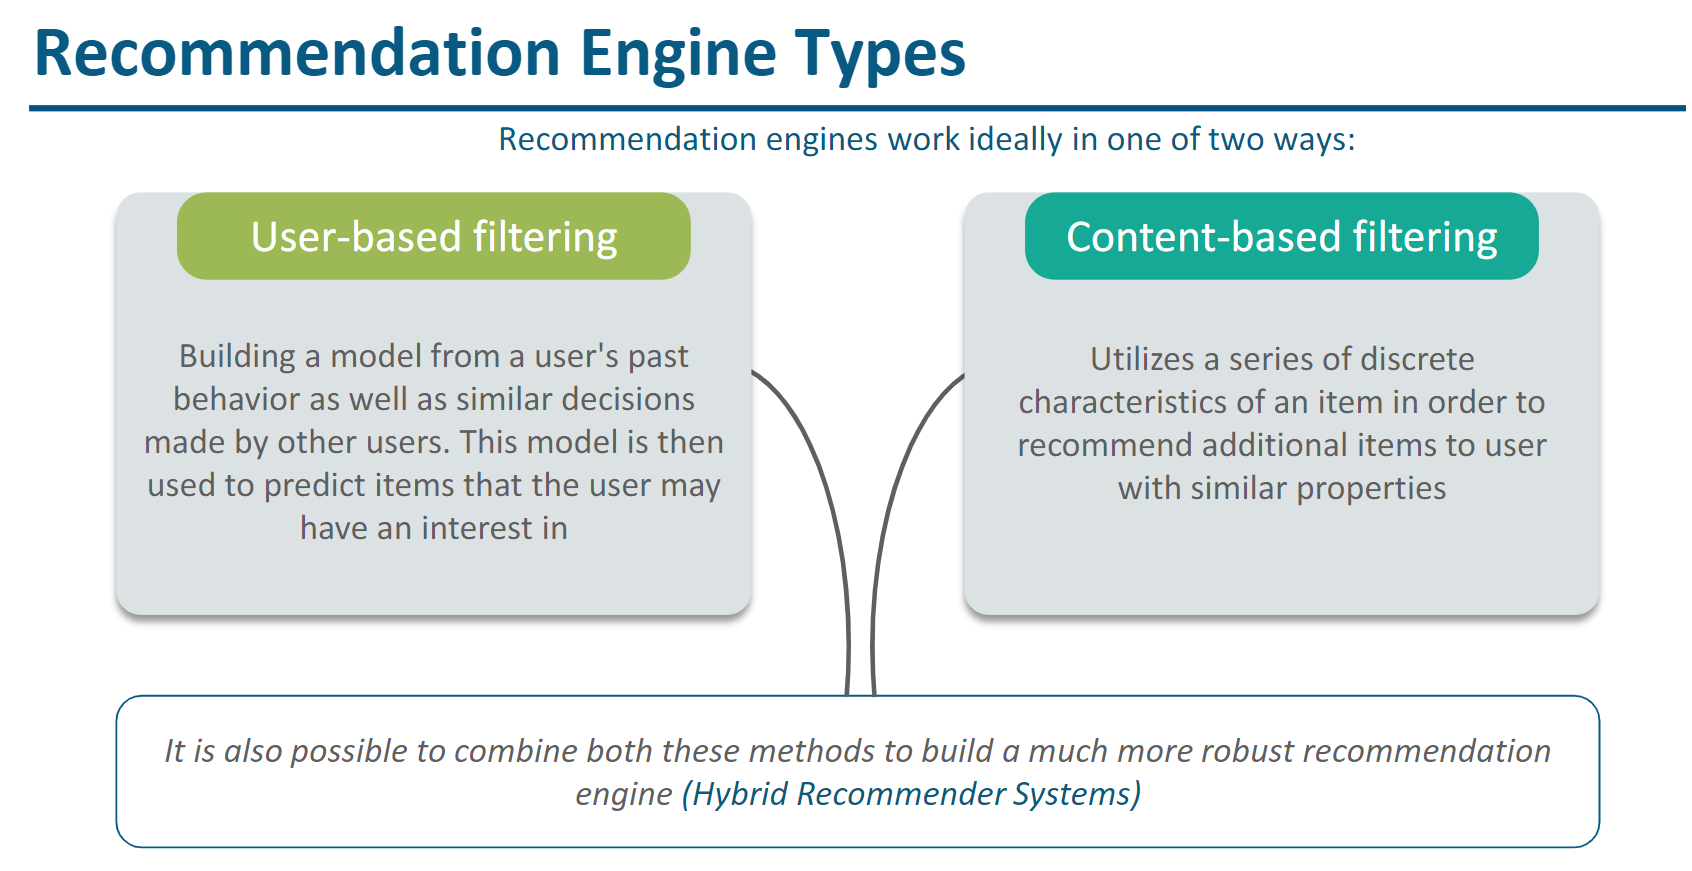 Recommendation Engine Types
Recommendation engines work ideally in one of two ways:
User-based filtering
Building a model from a user's past
behavior as well as similar decisions
made by other users. This model is then
used to predict items that the user may
have an interest in
Content-based filtering
Utilizes a series of discrete
characteristics of an item in order to
recommend additional items to user
with similar properties
It is also possible to combine both these methods to build a much more robust recommendation
engine (Hybrid Recommender Systems)